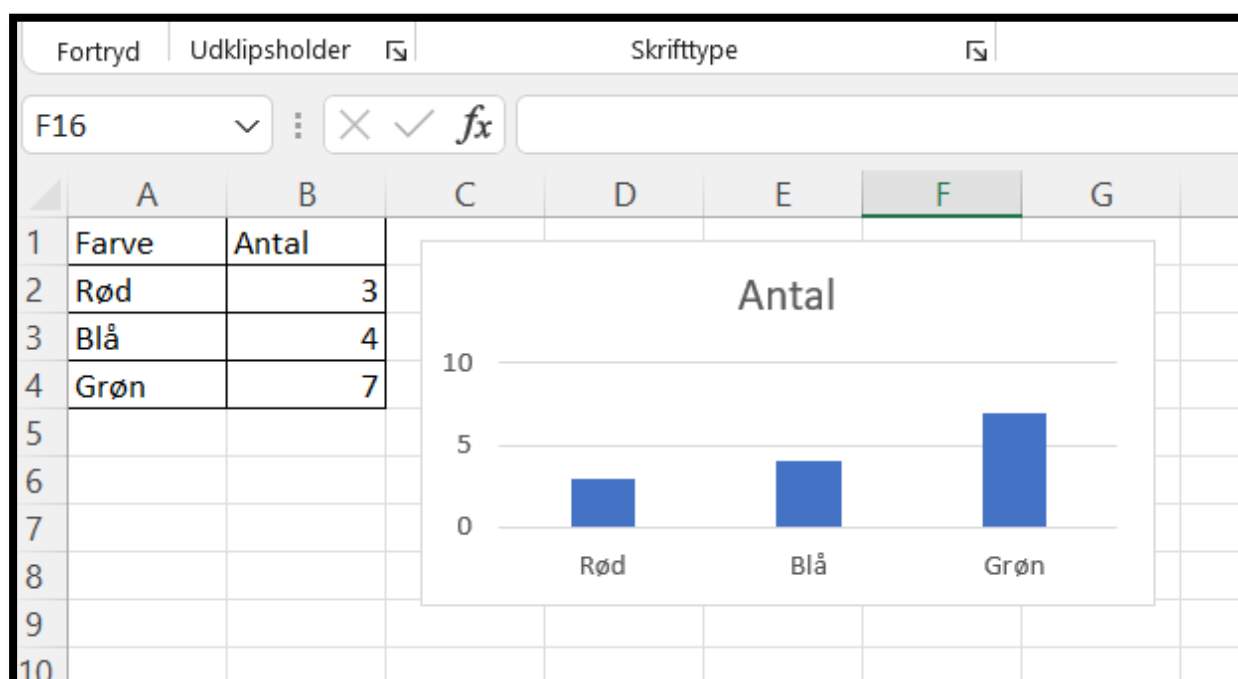 Fortryd Udklipsholder Skrifttype
F16 fx
A B C D E F G
1 Farve Antal
2 Rød 3
3 Blå 4
4 Grøn 7
5
6
7
8
9
10
Antal
10
5
0
Rød Blå Grøn